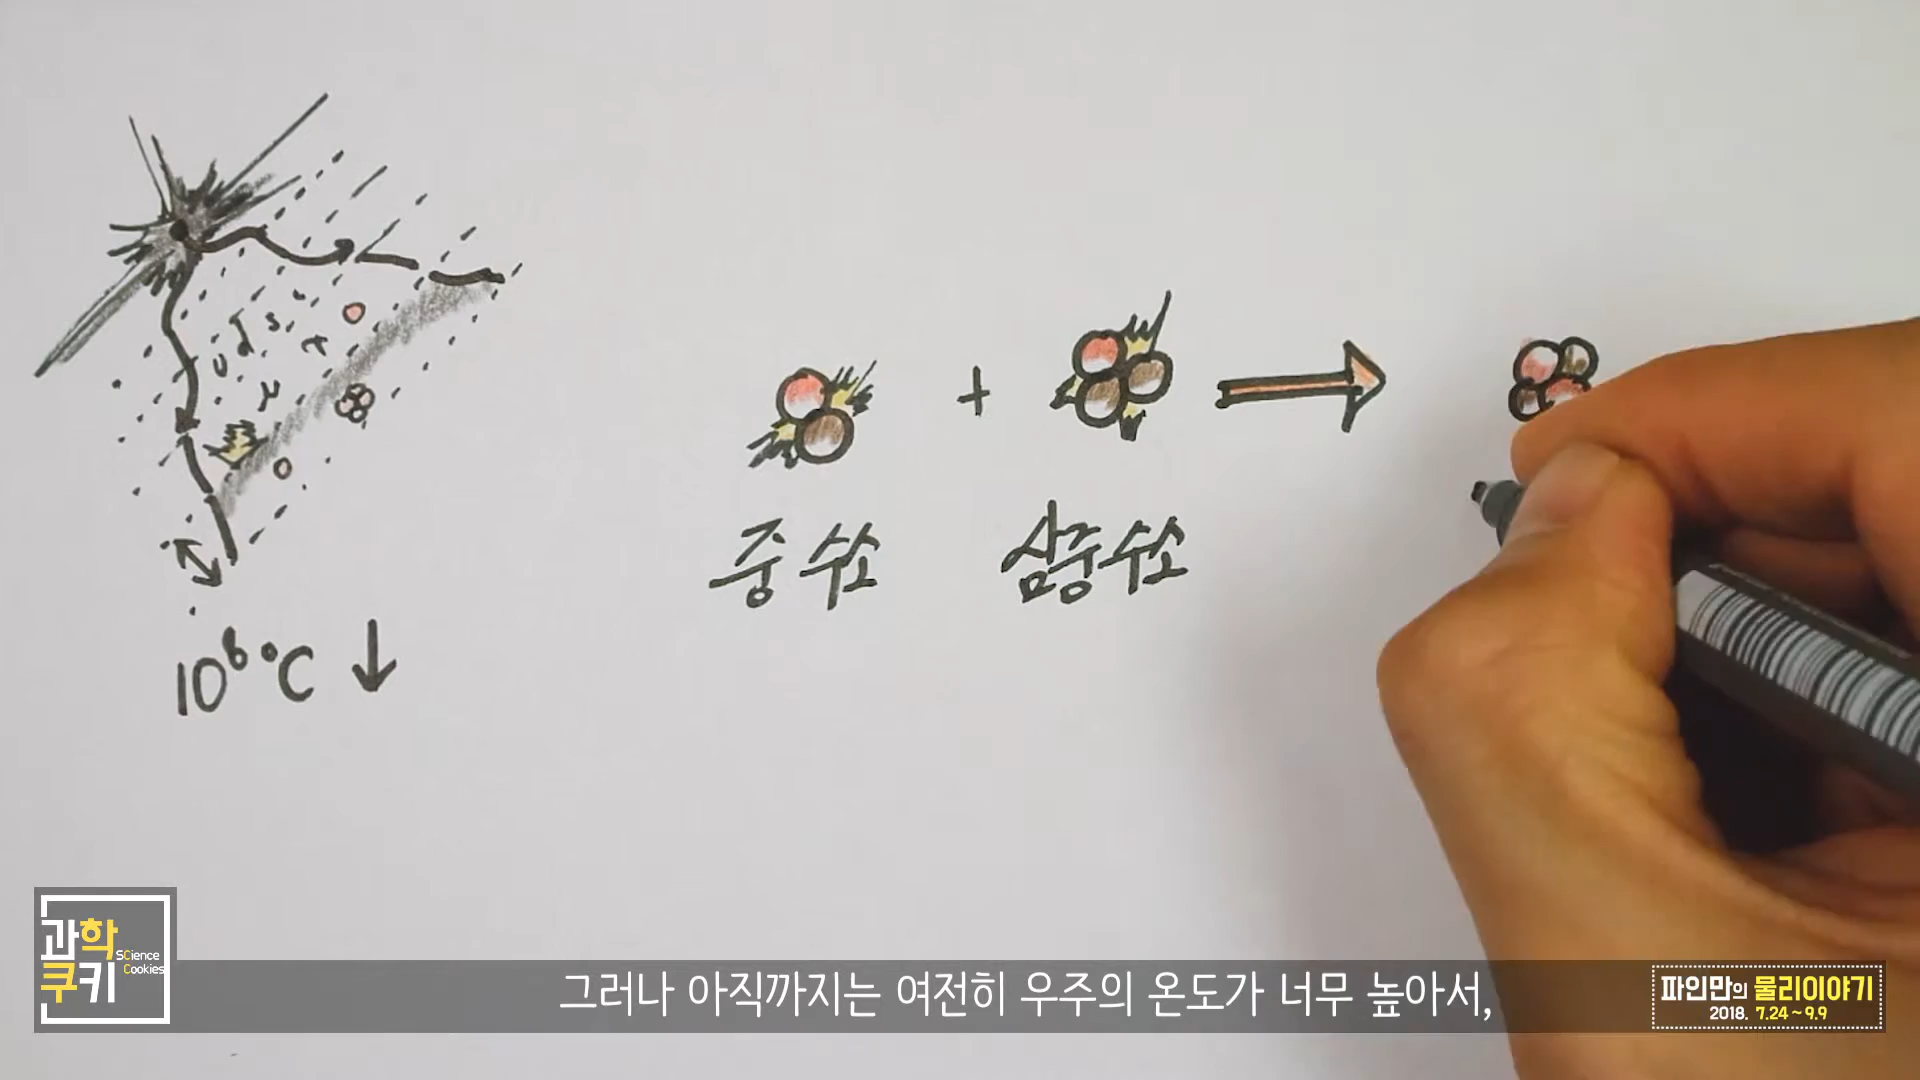 u d s
c t
μ
10⁶ °C ↓
중수소 + 삼중수소
과학
쿠키
Science
Cookies
그러나 아직까지는 여전히 우주의 온도가 너무 높아서,
파인만의 물리이야기
2018. 7.24 ~ 9.9